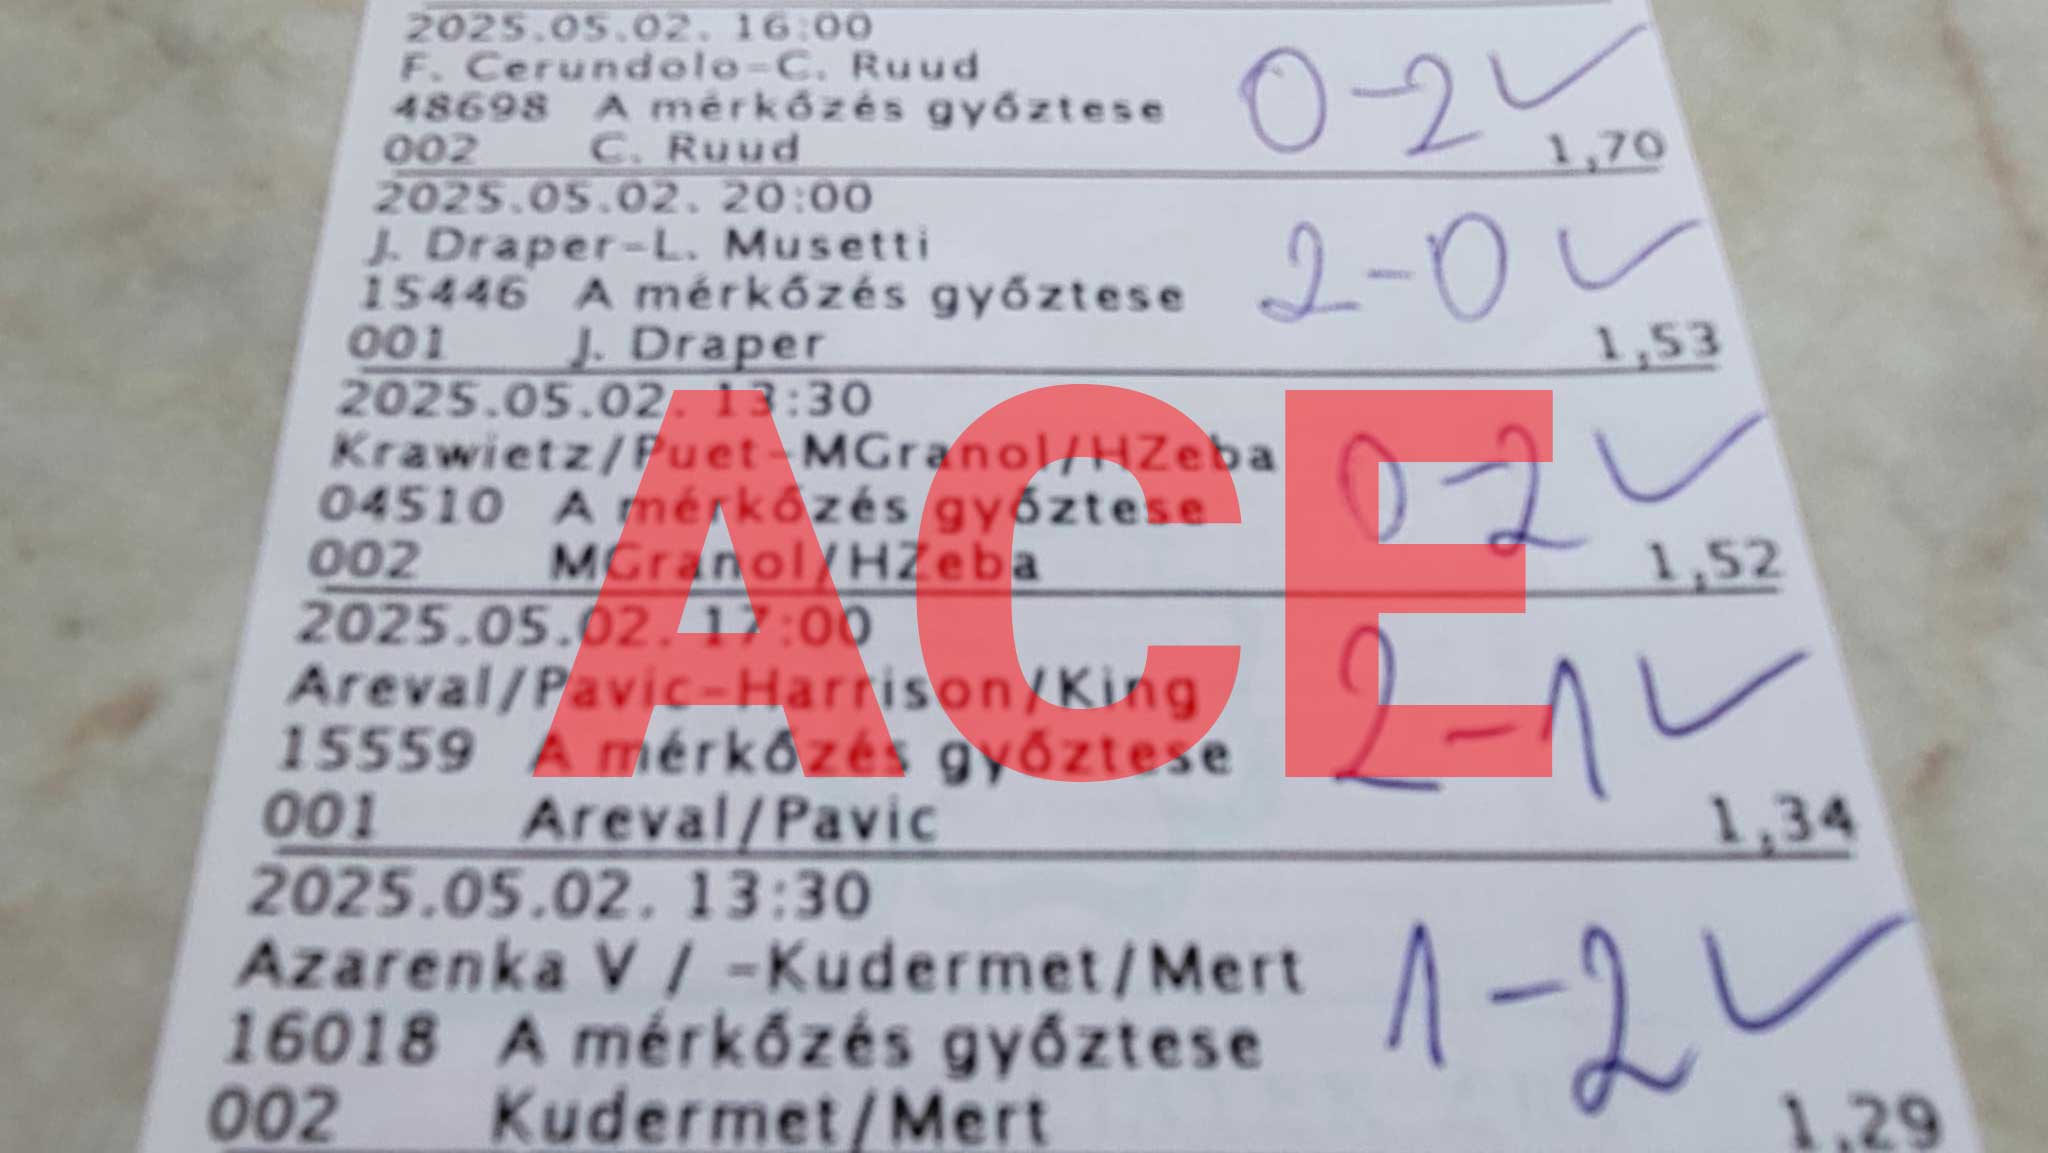 2025.05.02. 16:00
F. Cerundolo-C. Ruud
48698 A mérkőzés győztese 0-2 ✓
002 C. Ruud 1,70
2025.05.02. 20:00
J. Draper-L. Musetti
15446 A mérkőzés győztese 2-0 ✓
001 J. Draper 1,53
2025.05.02. 13:30
Krawietz/Puet-MGranol/HZeba
04510 A mérkőzés győztese 0-2 ✓
002 MGranol/HZeba 1,52
ACE
2025.05.02. 17:00
Areval/Pavic-Harrison/King
15559 A mérkőzés győztese 2-1 ✓
001 Areval/Pavic 1,34
2025.05.02. 13:30
Azarenka V / -Kudermet/Mert
16018 A mérkőzés győztese 1-2 ✓
002 Kudermet/Mert 1,29